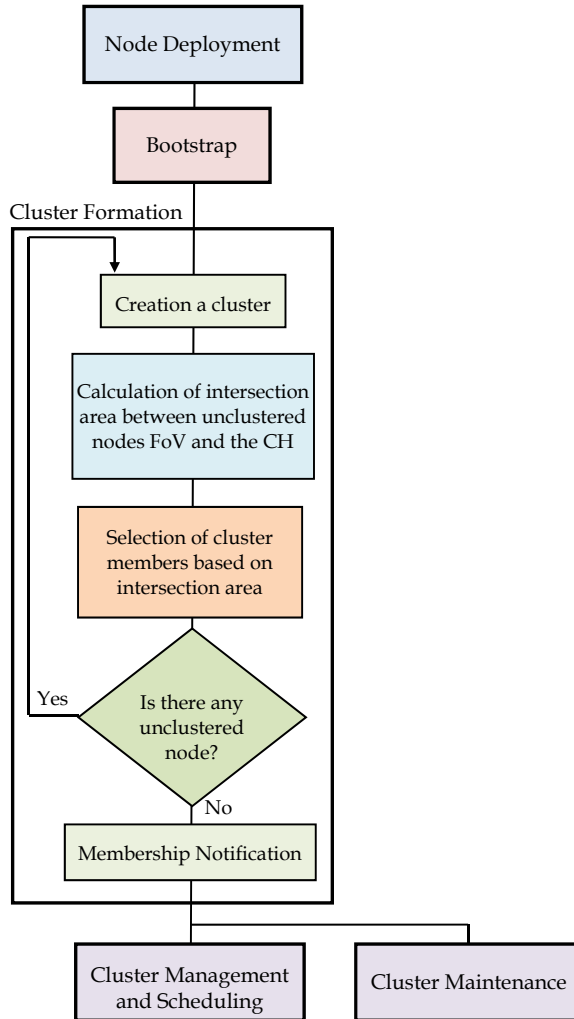 Node Deployment
Bootstrap
Cluster Formation
Creation a cluster
Calculation of intersection
area between unclustered
nodes FoV and the CH
Selection of cluster
members based on
intersection area
Yes
Is there any
unclustered
node?
No
Membership Notification
Cluster Management
and Scheduling
Cluster Maintenance